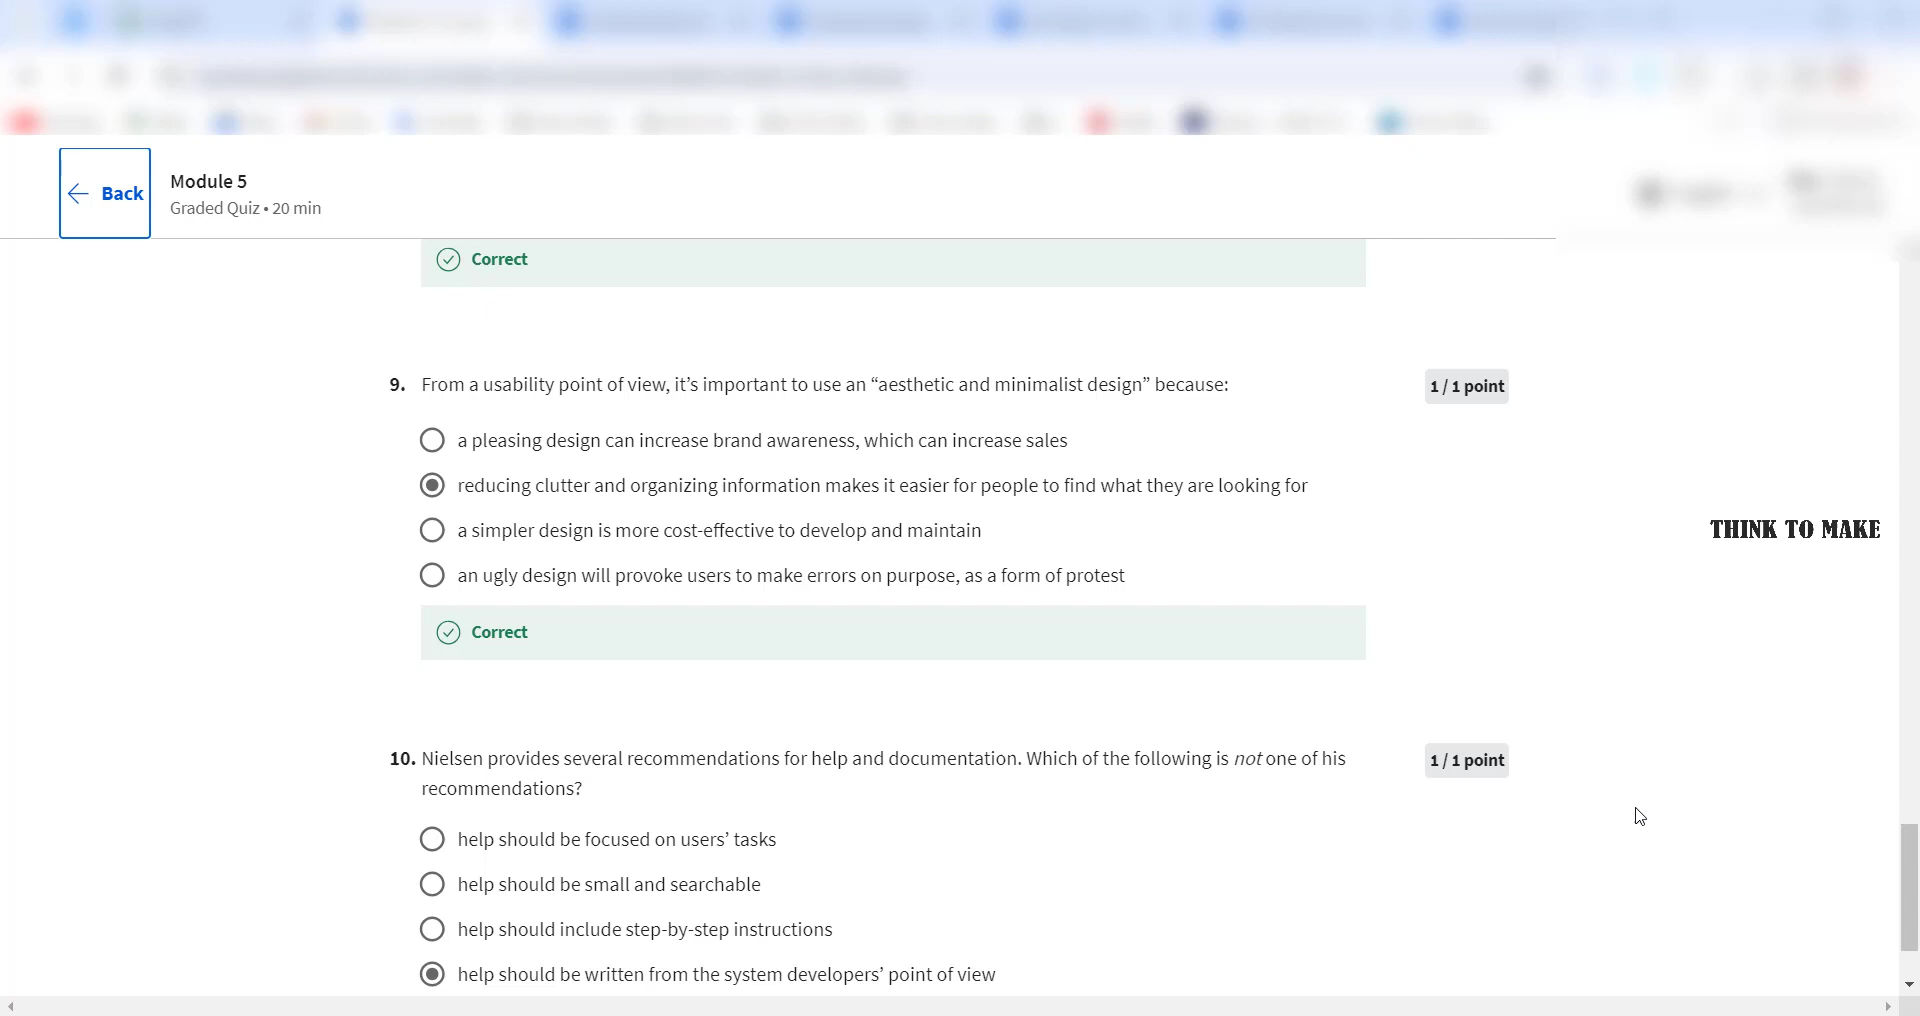 Back
Module 5
Graded Quiz • 20 min
Correct
9. From a usability point of view, it’s important to use an “aesthetic and minimalist design” because:
1 / 1 point
a pleasing design can increase brand awareness, which can increase sales
reducing clutter and organizing information makes it easier for people to find what they are looking for
a simpler design is more cost-effective to develop and maintain
THINK TO MAKE
an ugly design will provoke users to make errors on purpose, as a form of protest
Correct
10. Nielsen provides several recommendations for help and documentation. Which of the following is not one of his
recommendations?
1 / 1 point
help should be focused on users’ tasks
help should be small and searchable
help should include step-by-step instructions
help should be written from the system developers’ point of view